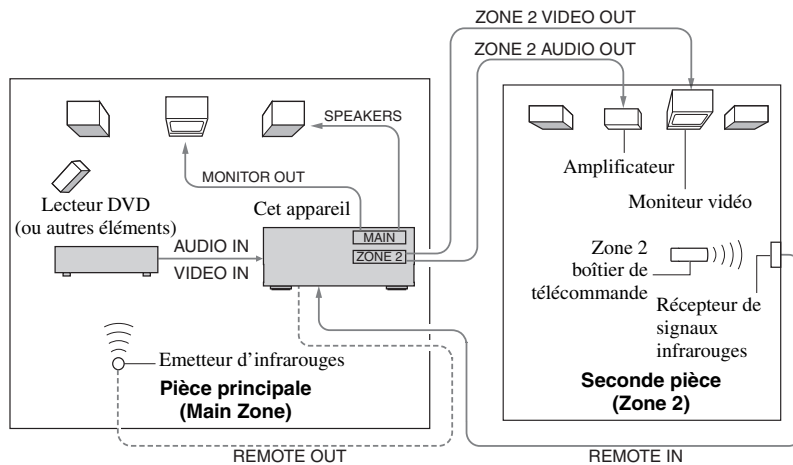 ZONE 2 VIDEO OUT
ZONE 2 AUDIO OUT
SPEAKERS
MONITOR OUT
Lecteur DVD
(ou autres éléments)
Cet appareil
MAIN
ZONE 2
AUDIO IN
VIDEO IN
Emetteur d'infrarouges
Pièce principale
(Main Zone)
REMOTE OUT
Amplificateur
Moniteur vidéo
Zone 2
boîtier de
télécommande
Récepteur de
signaux
infrarouges
Seconde pièce
(Zone 2)
REMOTE IN